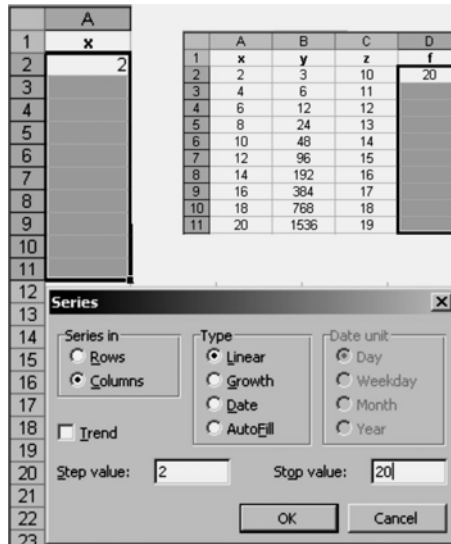 A
1 x
2 2
3
4
5
6
7
8
9
10
11
12
13
14
15
16
17
18
19
20
21
22
23
A B C D
1 x y z f
2 2 3 10 20
3 4 6 11
4 6 12 12
5 8 24 13
6 10 48 14
7 12 96 15
8 14 192 16
9 16 384 17
10 18 768 18
11 20 1536 19
Series
Series in
Rows
Columns
Type
Linear
Growth
Date
AutoFill
Date unit
Day
Weekday
Month
Year
Trend
Step value: 2
Stop value: 20
OK Cancel